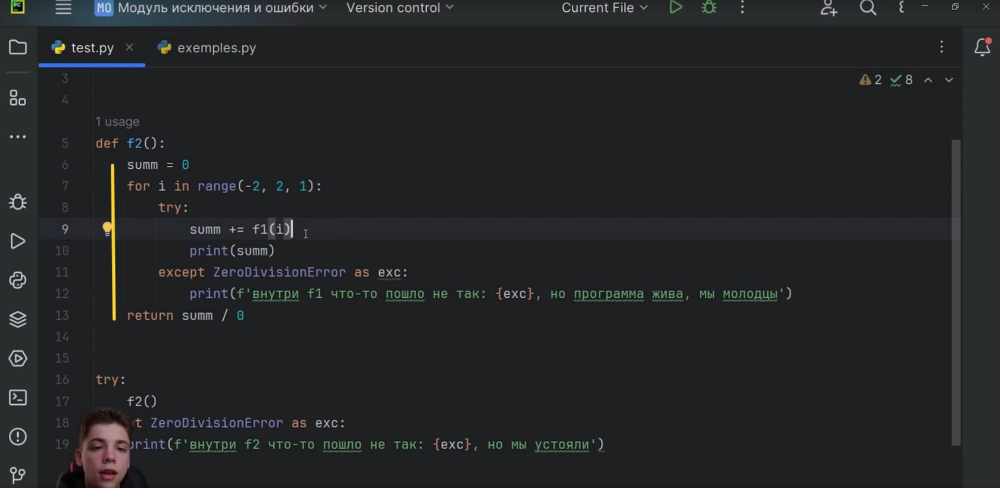 PC
МО Модуль исключения и ошибки Version control Current File
test.py exemples.py
2 8
3
4
1 usage
5 def f2():
6 summ = 0
7 for i in range(-2, 2, 1):
8 try:
9 summ += f1(i)
10 print(summ)
11 except ZeroDivisionError as exc:
12 print(f'внутри f1 что-то пошло не так: {exc}, но программа жива, мы молодцы')
13 return summ / 0
14
15
16 try:
17 f2()
18 pt ZeroDivisionError as exc:
19 print(f'внутри f2 что-то пошло не так: {exc}, но мы устояли')